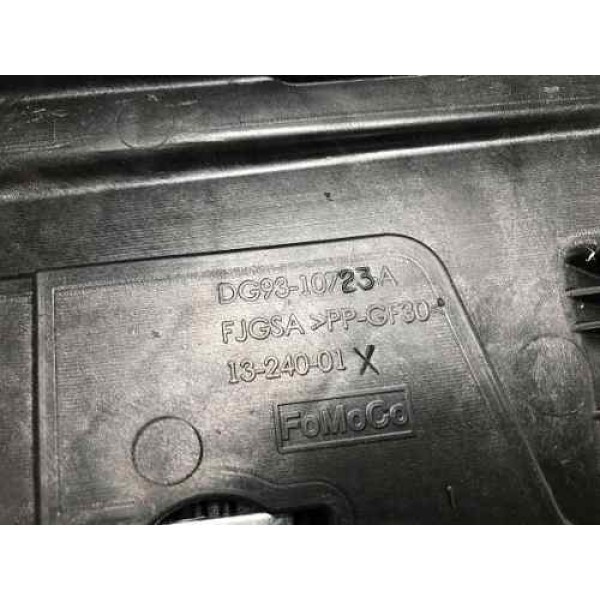 DG93-10723-A
FJGSA >PP-GF30<
13-240-01 X
FoMoCo